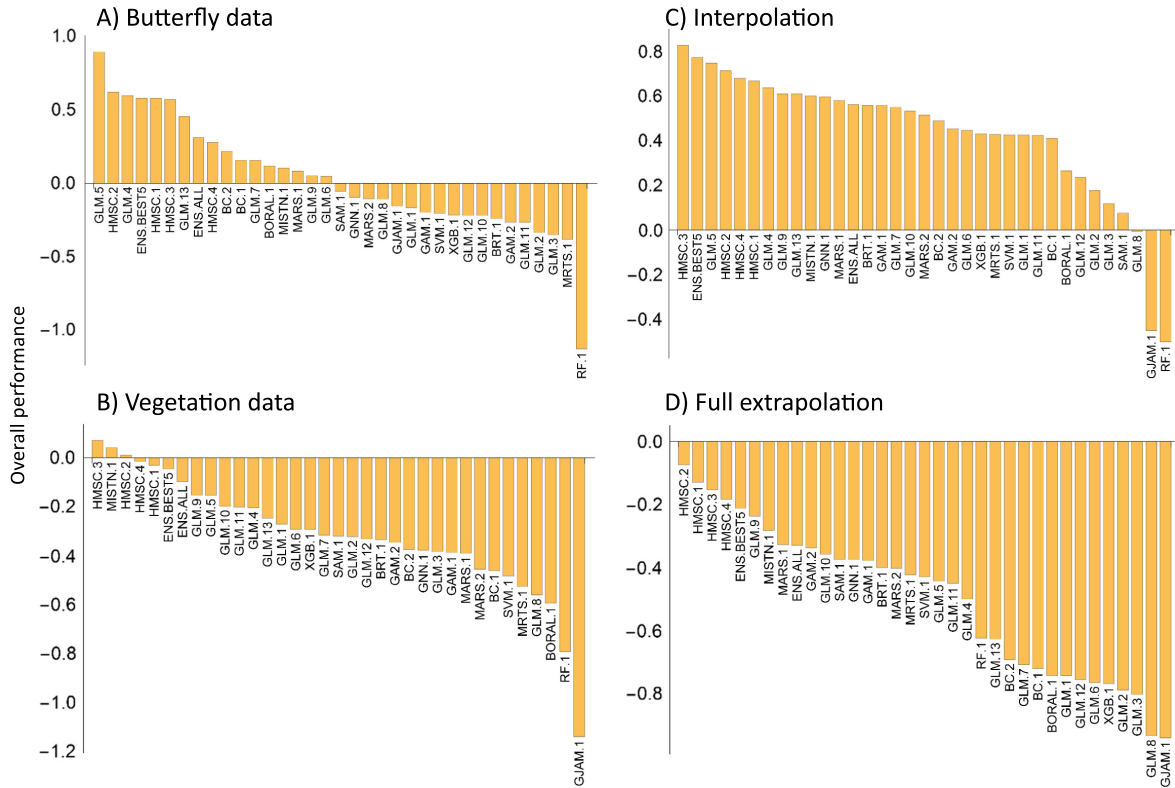 A) Butterfly data
1.0
0.5
0.0
−0.5
−1.0
GLM.5
HMSC.2
GLM.4
ENS.BEST5
HMSC.1
HMSC.3
GLM.13
ENS.ALL
HMSC.4
BC.2
BC.1
GLM.7
BORAL.1
MISTN.1
MARS.1
GLM.9
GLM.6
SAM.1
GNN.1
MARS.2
GLM.8
GJAM.1
GLM.1
GAM.1
SVM.1
XGB.1
GLM.12
GLM.10
BRT.1
GAM.2
GLM.11
GLM.2
GLM.3
MRTS.1
RF.1
C) Interpolation
0.8
0.6
0.4
0.2
0.0
−0.2
−0.4
HMSC.3
ENS.BEST5
GLM.5
HMSC.2
HMSC.4
HMSC.1
GLM.4
GLM.9
GLM.13
MISTN.1
GNN.1
MARS.1
ENS.ALL
BRT.1
GAM.1
GLM.7
GLM.10
MARS.2
BC.2
GAM.2
GLM.6
XGB.1
MRTS.1
SVM.1
GLM.1
GLM.11
BC.1
BORAL.1
GLM.12
GLM.2
GLM.3
SAM.1
GLM.8
GJAM.1
RF.1
Overall performance
B) Vegetation data
0.0
−0.2
−0.4
−0.6
−0.8
−1.0
−1.2
HMSC.3
MISTN.1
HMSC.2
HMSC.4
HMSC.1
ENS.BEST5
ENS.ALL
GLM.9
GLM.5
GLM.10
GLM.11
GLM.4
GLM.13
GLM.1
GLM.6
XGB.1
GLM.7
SAM.1
GLM.2
GLM.12
BRT.1
GAM.2
BC.2
GNN.1
GLM.3
GAM.1
MARS.1
MARS.2
BC.1
SVM.1
MRTS.1
GLM.8
BORAL.1
RF.1
GJAM.1
D) Full extrapolation
0.0
−0.2
−0.4
−0.6
−0.8
HMSC.2
HMSC.1
HMSC.3
HMSC.4
ENS.BEST5
GLM.9
MISTN.1
MARS.1
ENS.ALL
GAM.2
GLM.10
SAM.1
GNN.1
GAM.1
BRT.1
MARS.2
MRTS.1
SVM.1
GLM.5
GLM.11
GLM.4
RF.1
GLM.13
BC.2
GLM.7
BC.1
BORAL.1
GLM.1
GLM.12
GLM.6
XGB.1
GLM.2
GLM.3
GLM.8
GJAM.1